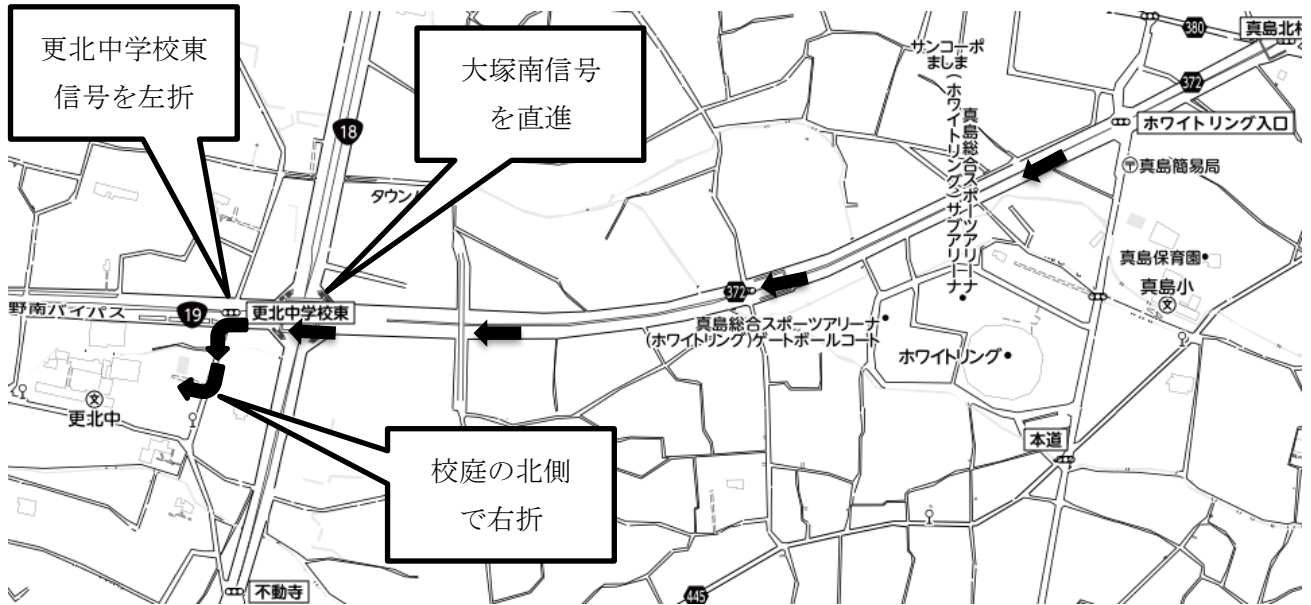 更北中学校東
信号を左折
大塚南信号
を直進
校庭の北側
で右折
380
真島北村
372
サンコーポ
ましま
ホワイトリング入口
真島簡易局
真島総合スポーツアリーナ
(ホワイトリング)サブアリーナ
18
タウン
真島保育園
真島小
372
野南バイパス
19
更北中学校東
真島総合スポーツアリーナ
(ホワイトリング)ゲートボールコート
ホワイトリング
文
更北中
本道
不動寺
445